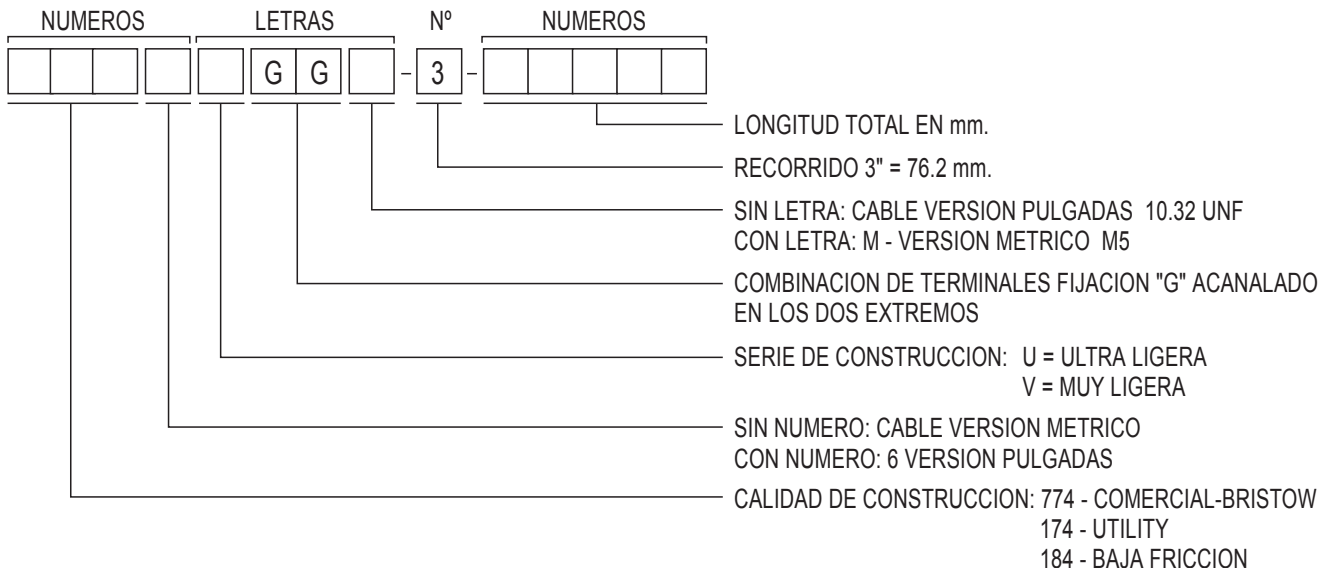 NUMEROS LETRAS Nº NUMEROS
G G - 3 -
LONGITUD TOTAL EN mm.
RECORRIDO 3" = 76.2 mm.
SIN LETRA: CABLE VERSION PULGADAS 10.32 UNF
CON LETRA: M - VERSION METRICO M5
COMBINACION DE TERMINALES FIJACION "G" ACANALADO
EN LOS DOS EXTREMOS
SERIE DE CONSTRUCCION: U = ULTRA LIGERA
V = MUY LIGERA
SIN NUMERO: CABLE VERSION METRICO
CON NUMERO: 6 VERSION PULGADAS
CALIDAD DE CONSTRUCCION: 774 - COMERCIAL-BRISTOW
174 - UTILITY
184 - BAJA FRICCION